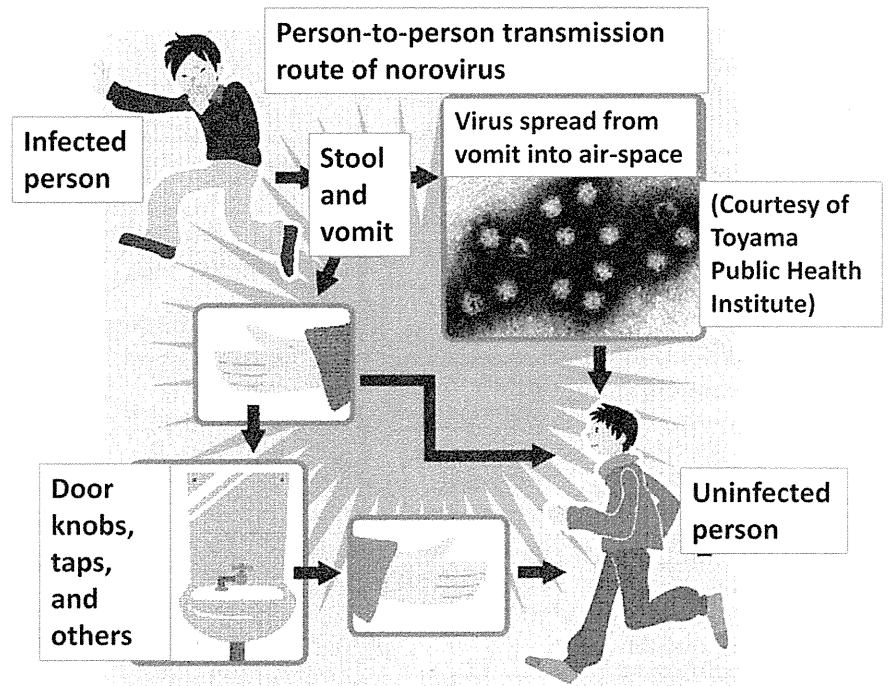 Person-to-person transmission
route of norovirus
Infected
person
Stool
and
vomit
Virus spread from
vomit into air-space
(Courtesy of
Toyama
Public Health
Institute)
Door
knobs,
taps,
and
others
Uninfected
person